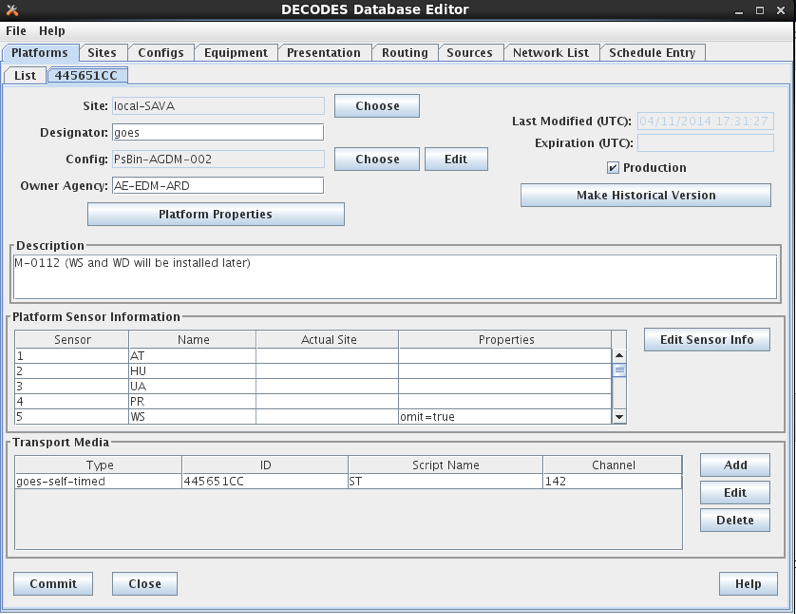 DECODES Database Editor
File Help
Platforms Sites Configs Equipment Presentation Routing Sources Network List Schedule Entry
List 445651CC
Site: local-SAVA Choose
Designator: goes
Config: PsBin-AGDM-002 Choose Edit
Owner Agency: AE-EDM-ARD
Platform Properties
Last Modified (UTC): 04/11/2014 17:31:27
Expiration (UTC):
Production
Make Historical Version
Description
M-0112 (WS and WD will be installed later)
Platform Sensor Information
Sensor Name Actual Site Properties
1 AT
2 HU
3 UA
4 PR
5 WS omit=true
Edit Sensor Info
Transport Media
Type ID Script Name Channel
goes-self-timed 445651CC ST 142
Add
Edit
Delete
Commit Close Help